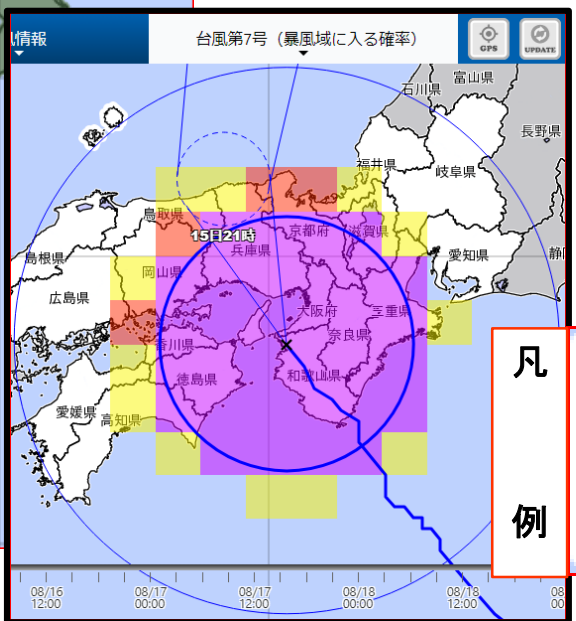 情報
台風第7号（暴風域に入る確率）
GPS
UPDATE
石川県
富山県
長野県
福井県
岐阜県
鳥取県
15日21時
京都府
滋賀県
兵庫県
島根県
岡山県
愛知県
広島県
大阪府
三重県
香川県
奈良県
徳島県
和歌山県
愛媛県
高知県
凡
例
08/16
12:00
08/17
00:00
08/17
12:00
08/18
00:00
08/18
12:00